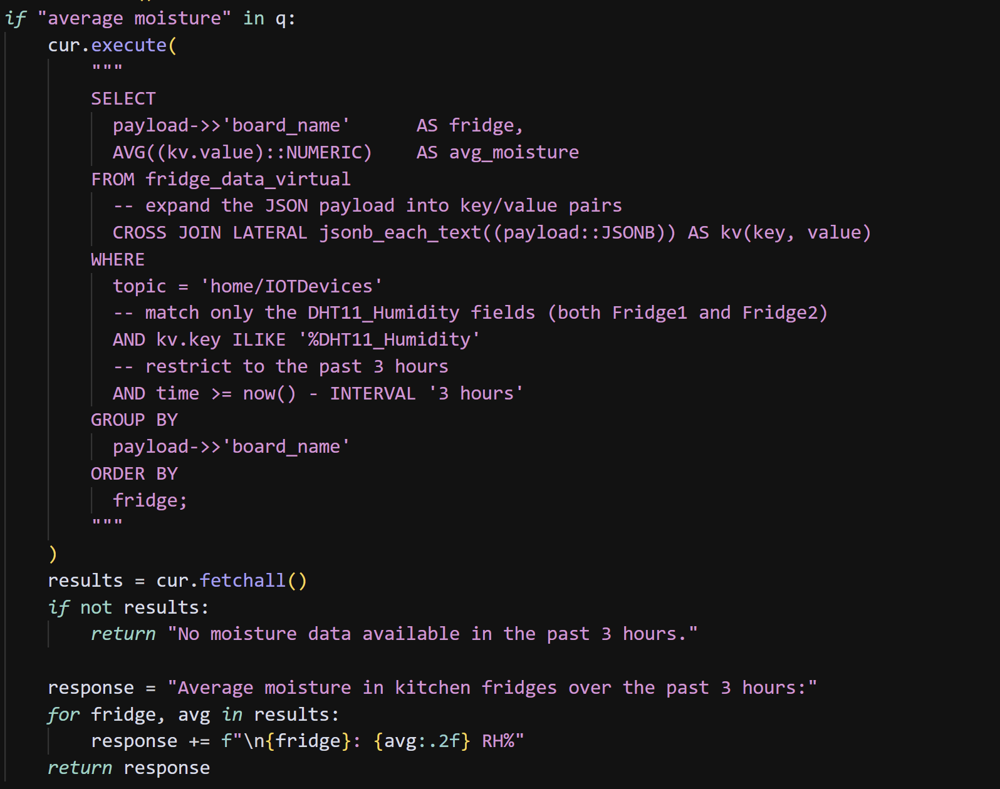 if "average moisture" in q:
    cur.execute(
        """
        SELECT
          payload->>'board_name'      AS fridge,
          AVG((kv.value)::NUMERIC)    AS avg_moisture
        FROM fridge_data_virtual
          -- expand the JSON payload into key/value pairs
          CROSS JOIN LATERAL jsonb_each_text((payload::JSONB)) AS kv(key, value)
        WHERE
          topic = 'home/IOTDevices'
          -- match only the DHT11_Humidity fields (both Fridge1 and Fridge2)
          AND kv.key ILIKE '%DHT11_Humidity'
          -- restrict to the past 3 hours
          AND time >= now() - INTERVAL '3 hours'
        GROUP BY
          payload->>'board_name'
        ORDER BY
          fridge;
        """
    )
    results = cur.fetchall()
    if not results:
        return "No moisture data available in the past 3 hours."

    response = "Average moisture in kitchen fridges over the past 3 hours:"
    for fridge, avg in results:
        response += f"\n{fridge}: {avg:.2f} RH%"
    return response